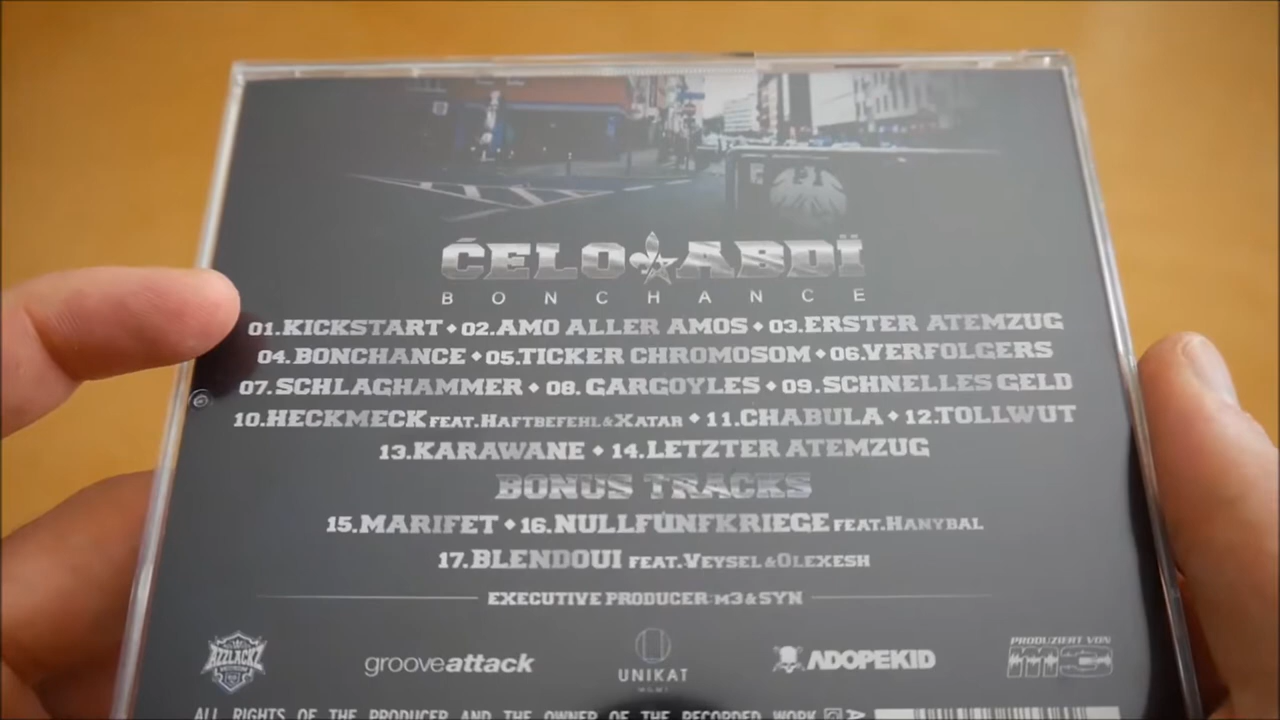 ĆELO ABDÏ
BONCHANCE
01.KICKSTART • 02.AMO ALLER AMOS • 03.ERSTER ATEMZUG
04.BONCHANCE • 05.TICKER CHROMOSOM • 06.VERFOLGERS
07.SCHLAGHAMMER • 08. GARGOYLES • 09.SCHNELLES GELD
10.HECKMECK FEAT.HAFTBEFEHL&XATAR • 11.CHABULA • 12.TOLLWUT
13.KARAWANE • 14.LETZTER ATEMZUG
BONUS TRACKS
15.MARIFET • 16.NULLFÜNFKRIEGE FEAT.HANYBAL
17.BLENDOUI FEAT.VEYSEL&OLEXESH
EXECUTIVE PRODUCER M3&SYN
AZZLACKZ
grooveattack
UNIKAT
MGMT
ADOPEKID
PRODUZIERT VON
M3
ALL RIGHTS OF THE PRODUCER AND THE OWNER OF THE RECORDED WORK